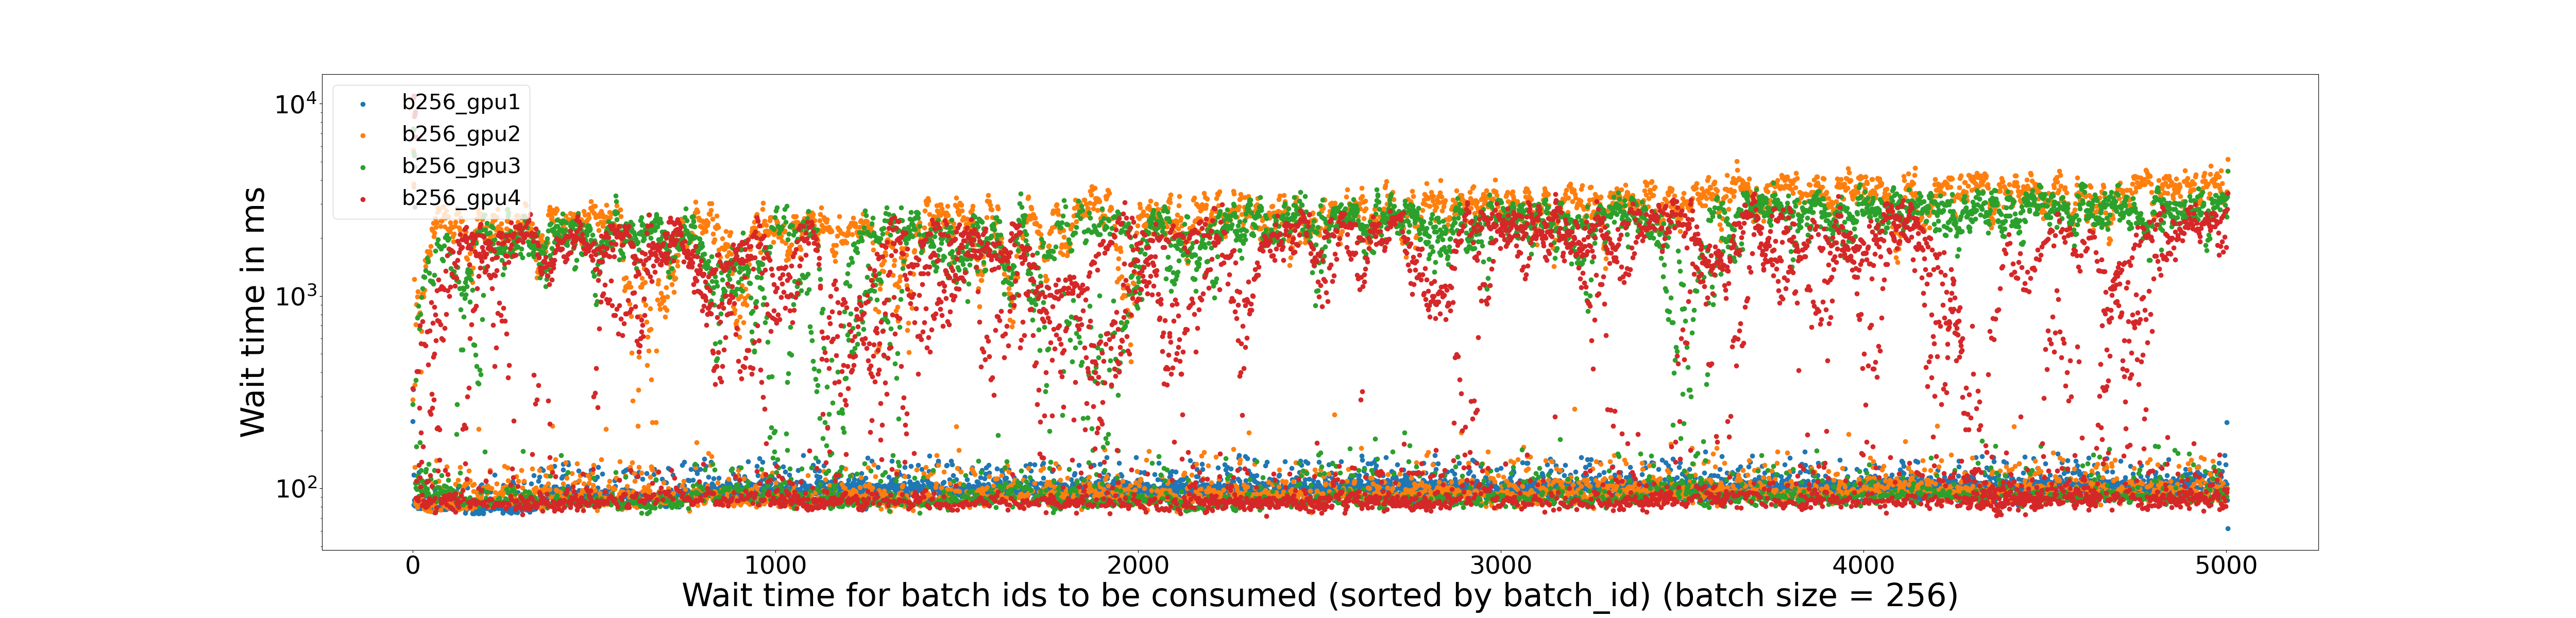 10⁴
10³
10²
Wait time in ms
b256_gpu1
b256_gpu2
b256_gpu3
b256_gpu4
0 1000 2000 3000 4000 5000
Wait time for batch ids to be consumed (sorted by batch_id) (batch size = 256)